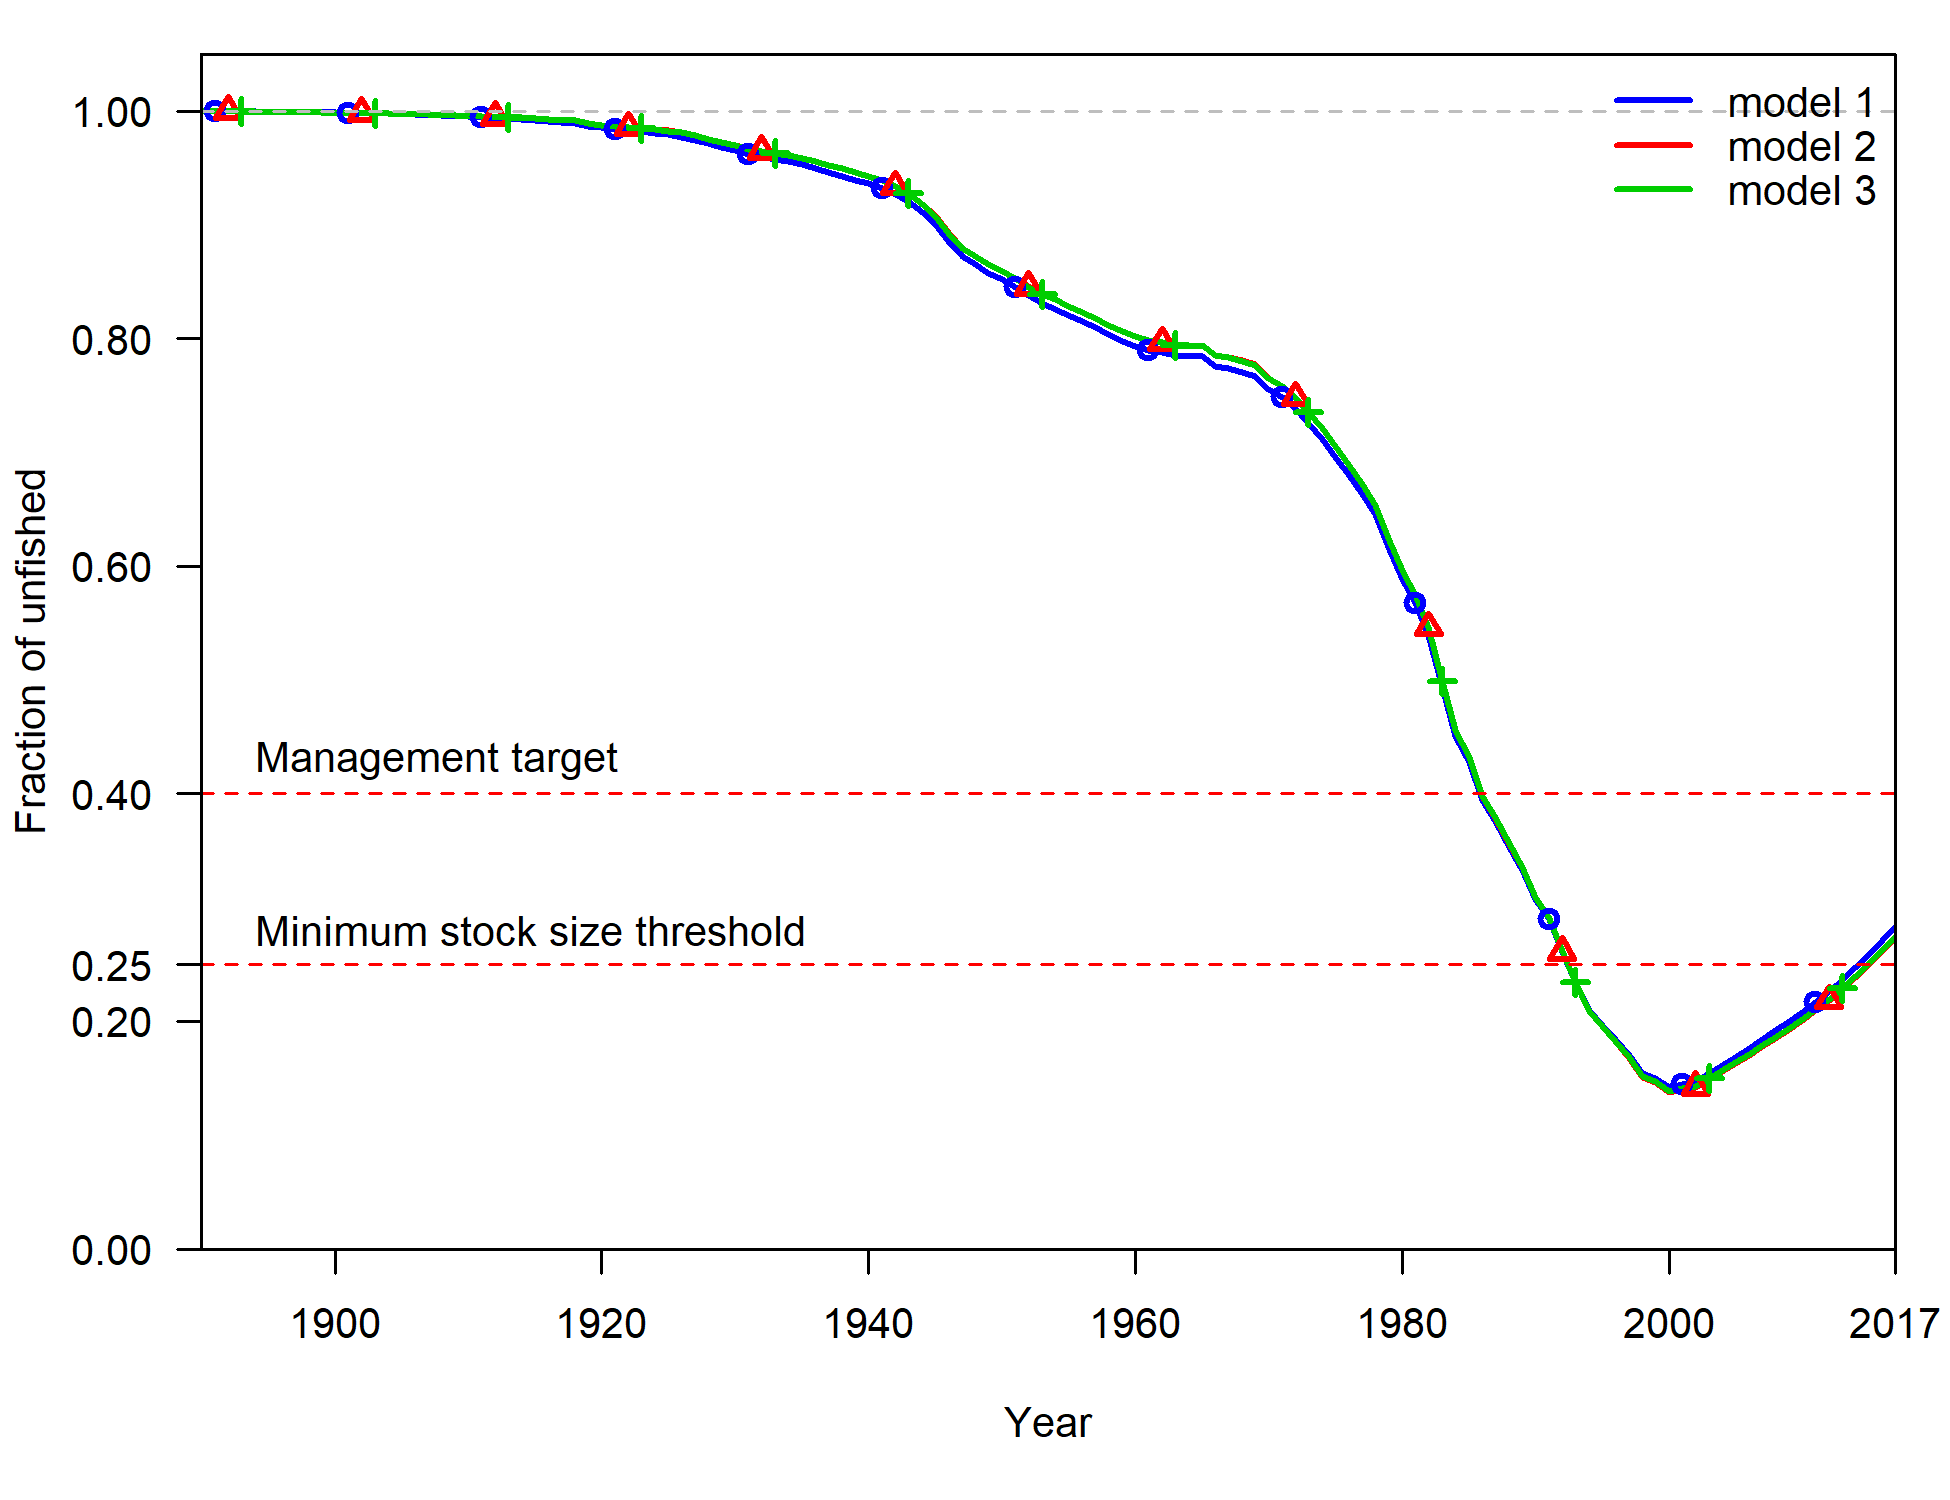 model 1
model 2
model 3
Fraction of unfished
1.00
0.80
0.60
0.40
0.25
0.20
0.00
Management target
Minimum stock size threshold
1900
1920
1940
1960
1980
2000
2017
Year